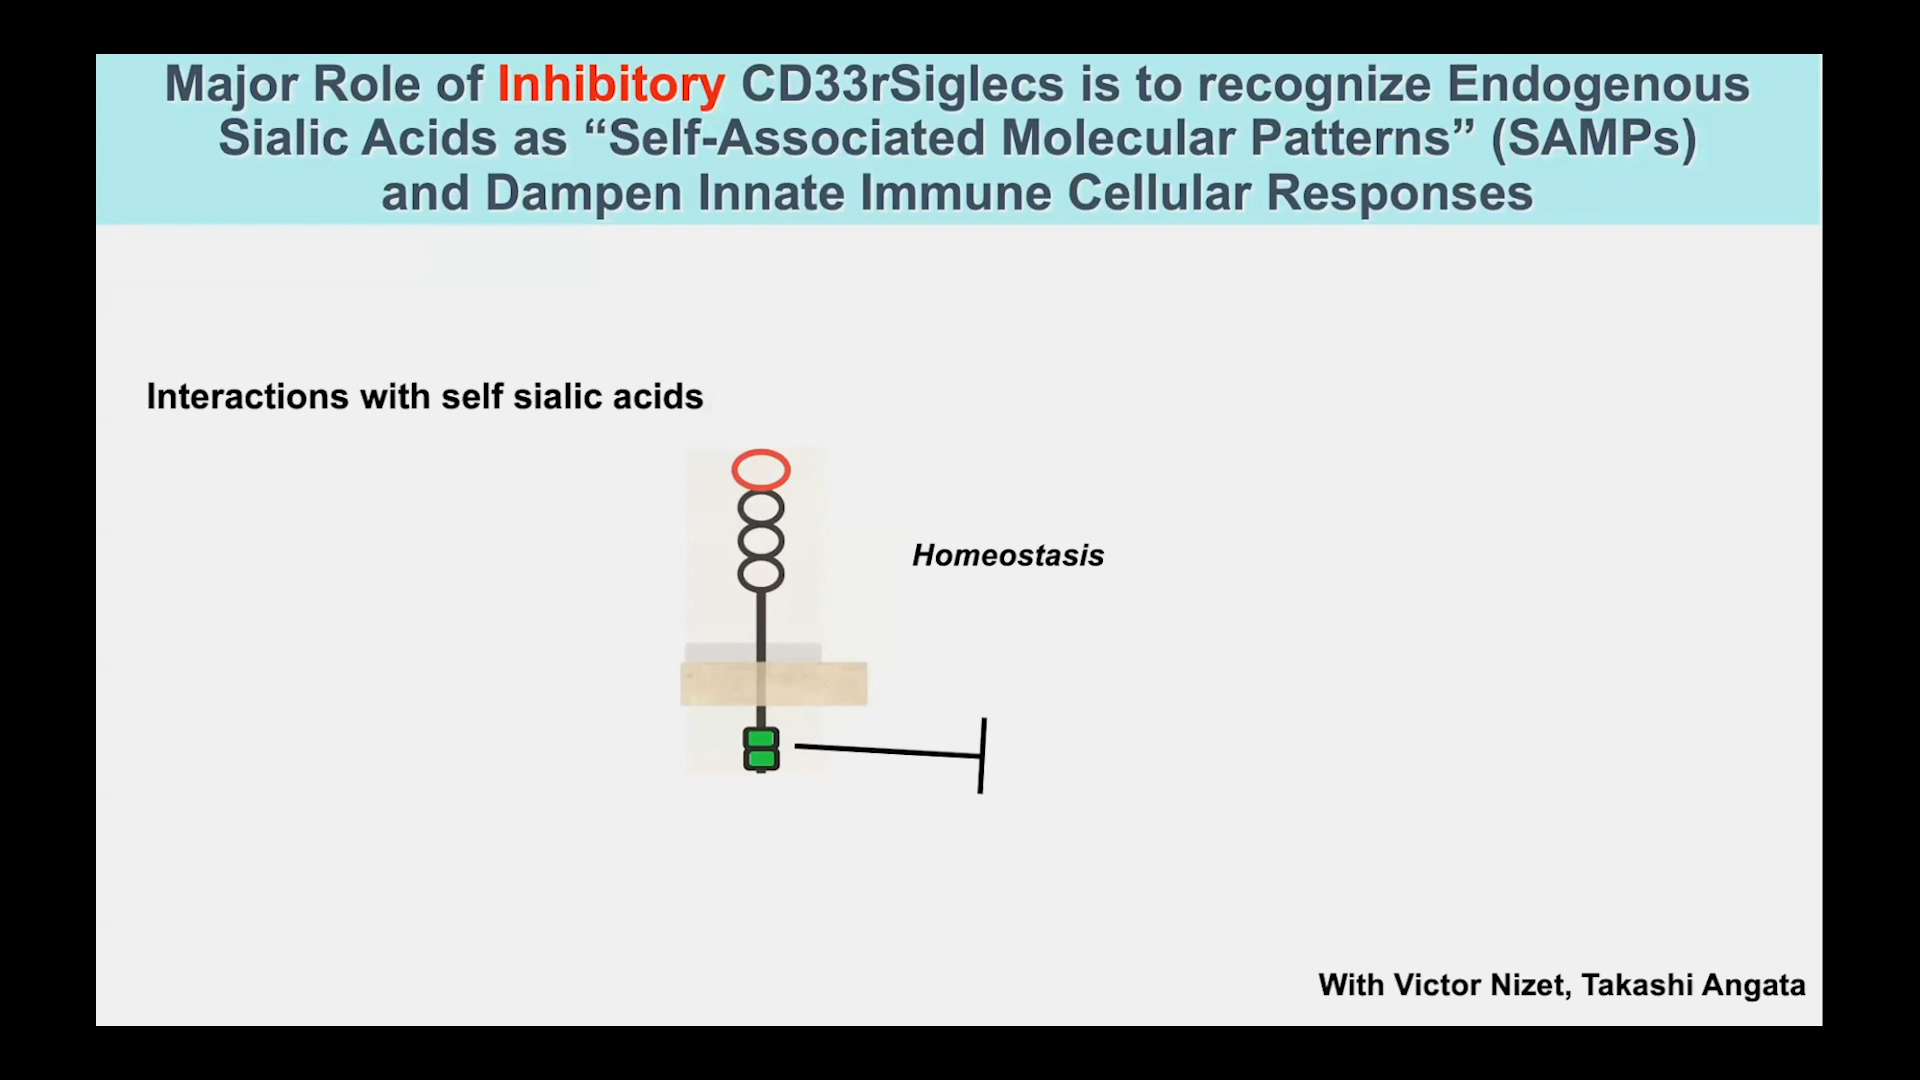 Major Role of Inhibitory CD33rSiglecs is to recognize Endogenous
Sialic Acids as “Self-Associated Molecular Patterns” (SAMPs)
and Dampen Innate Immune Cellular Responses
Interactions with self sialic acids
Homeostasis
With Victor Nizet, Takashi Angata